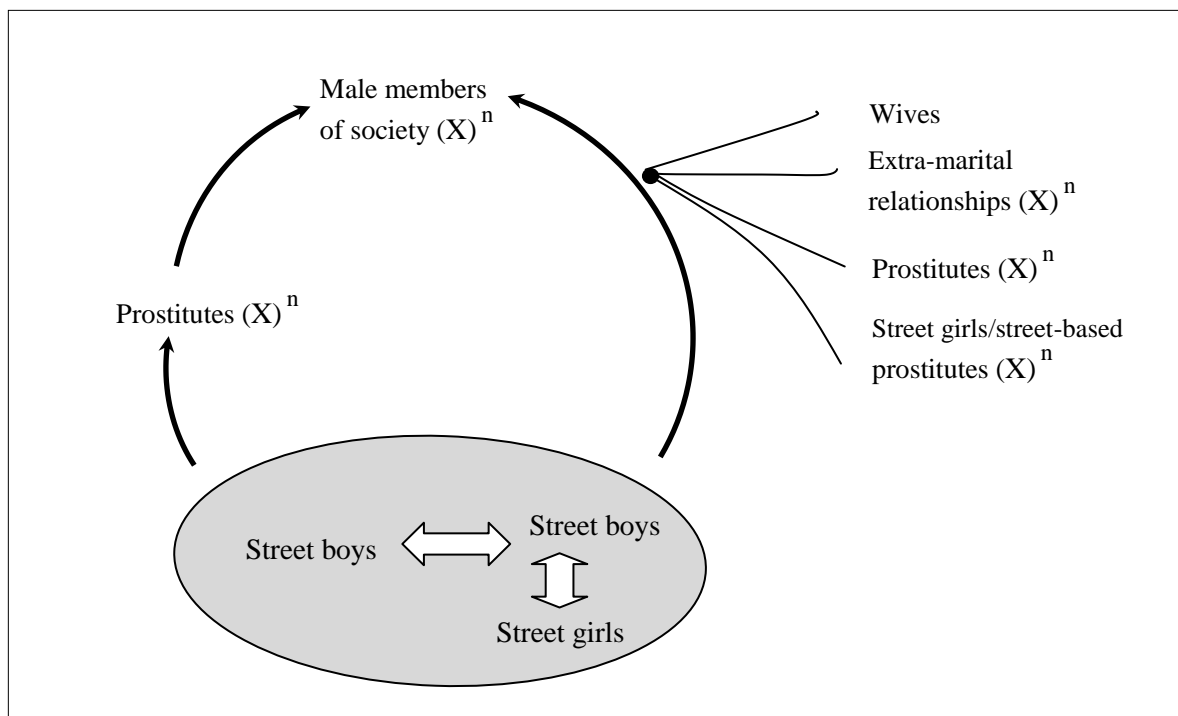 Male members
of society (X)ⁿ
Wives
Extra-marital
relationships (X)ⁿ
Prostitutes (X)ⁿ
Street girls/street-based
prostitutes (X)ⁿ
Prostitutes (X)ⁿ
Street boys
Street boys
Street girls